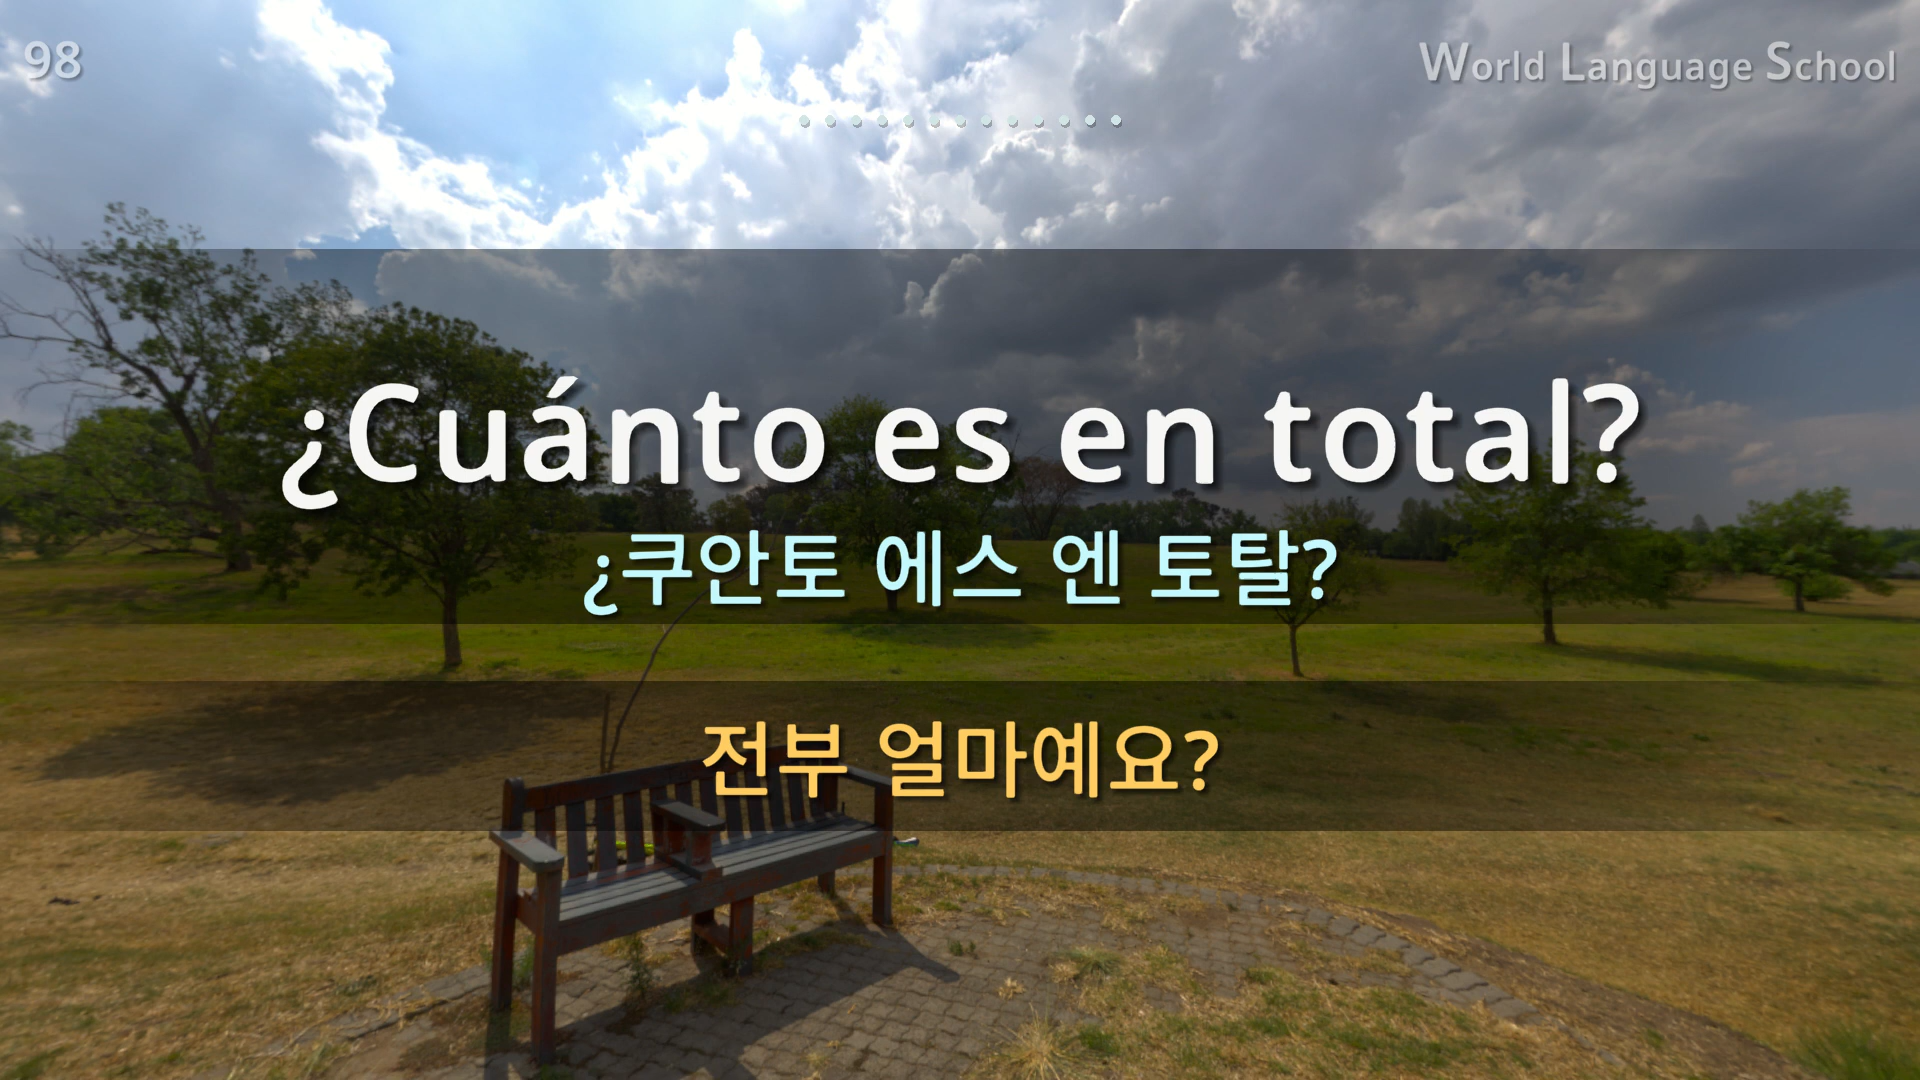 98
World Language School
¿Cuánto es en total?
¿쿠안토 에스 엔 토탈?
전부 얼마예요?